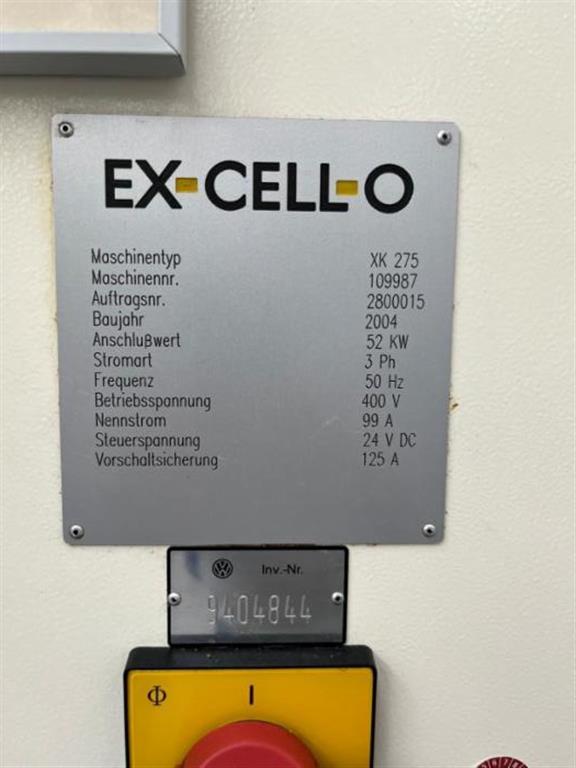 EX-CELL-O
Maschinentyp XK 275
Maschinennr. 109987
Auftragsnr. 2800015
Baujahr 2004
Anschlußwert 52 KW
Stromart 3 Ph
Frequenz 50 Hz
Betriebsspannung 400 V
Nennstrom 99 A
Steuerspannung 24 V DC
Vorschaltsicherung 125 A
VW Inv.-Nr.
9404844
Φ I